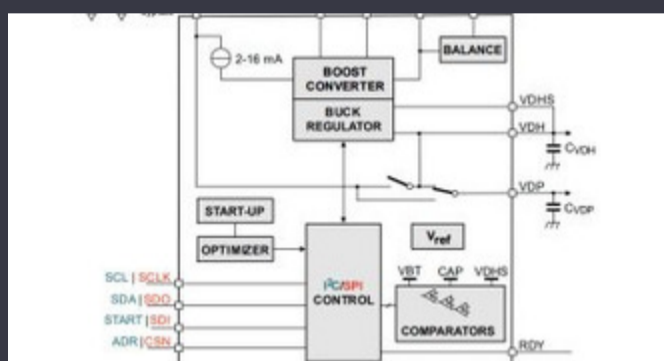 2-16 mA
BALANCE
BOOST
CONVERTER
BUCK
REGULATOR
VDHS
VDH
CVDH
VDP
CVDP
START-UP
OPTIMIZER
Vref
I²C/SPI
CONTROL
VBT CAP VDHS
COMPARATORS
SCL | SCLK
SDA | SDO
START | SDI
ADR | CSN
RDY